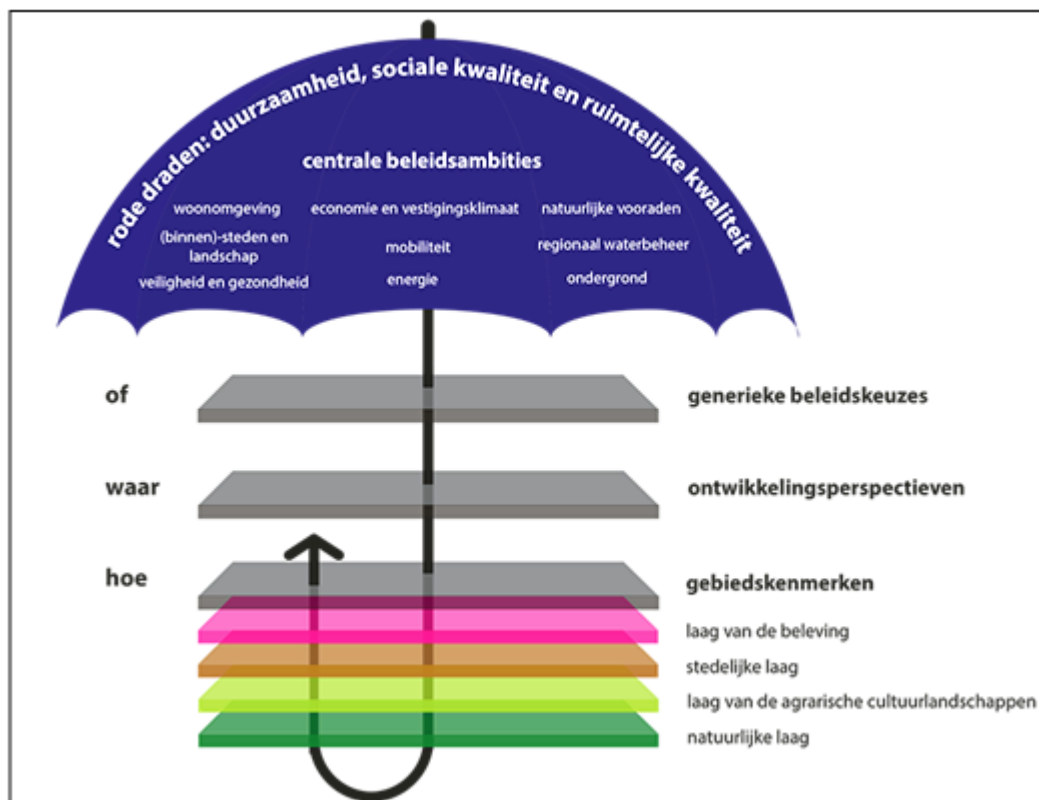 rode draden: duurzaamheid, sociale kwaliteit en ruimtelijke kwaliteit
centrale beleidsambities
woonomgeving
economie en vestigingsklimaat
natuurlijke vooraden
(binnen)-steden en
landschap
mobiliteit
regionaal waterbeheer
veiligheid en gezondheid
energie
ondergrond
of
generieke beleidskeuzes
waar
ontwikkelingsperspectieven
hoe
gebiedskenmerken
laag van de beleving
stedelijke laag
laag van de agrarische cultuurlandschappen
natuurlijke laag